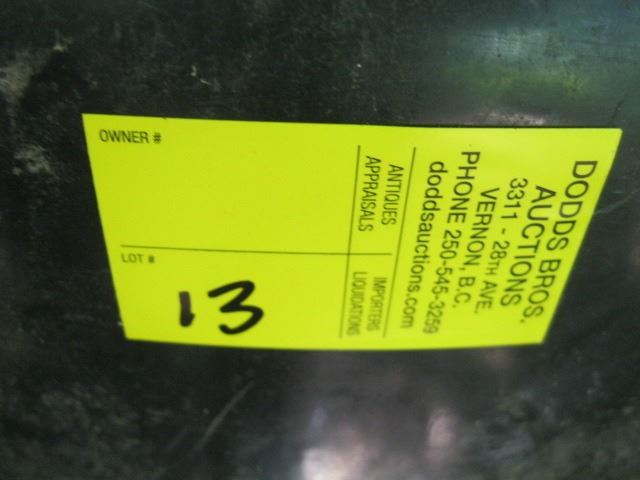 DODDS BROS.
AUCTIONS
3311 - 28TH AVE.
VERNON, B.C.
PHONE 250-545-3259
doddsauctions.com
ANTIQUES IMPORTERS
APPRAISALS LIQUIDATIONS
OWNER #
LOT #
13